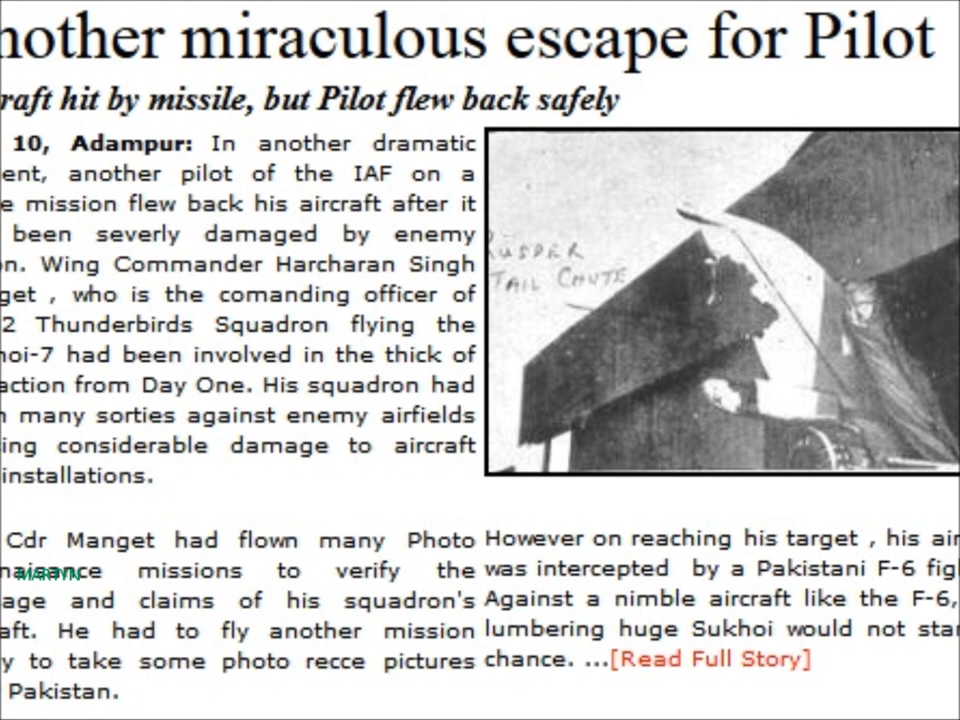 nother miraculous escape for Pilot
raft hit by missile, but Pilot flew back safely
10, Adampur: In another dramatic
ent, another pilot of the IAF on a
e mission flew back his aircraft after it
been severly damaged by enemy
on. Wing Commander Harcharan Singh
get , who is the comanding officer of
2 Thunderbirds Squadron flying the
hoi-7 had been involved in the thick of
action from Day One. His squadron had
n many sorties against enemy airfields
ing considerable damage to aircraft
installations.
RUDDER
TAIL CHUTE
Cdr Manget had flown many Photo
naisance missions to verify the
MARTYN
age and claims of his squadron's
aft. He had to fly another mission
y to take some photo recce pictures
Pakistan.
However on reaching his target , his air
was intercepted by a Pakistani F-6 figh
Against a nimble aircraft like the F-6,
lumbering huge Sukhoi would not stan
chance. ...[Read Full Story]